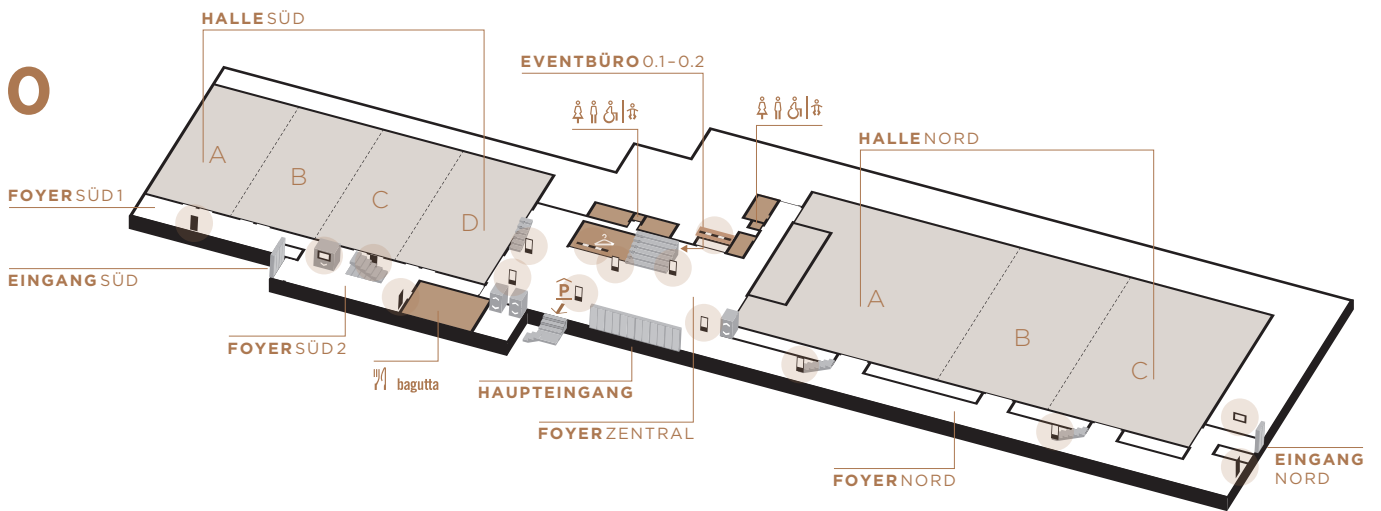 HALLE SÜD
O
EVENTBÜRO 0.1–0.2
HALLE NORD
A
B
C
D
FOYER SÜD 1
EINGANG SÜD
P
A
B
C
FOYER SÜD 2
bagutta
HAUPTEINGANG
FOYER ZENTRAL
FOYER NORD
EINGANG
NORD